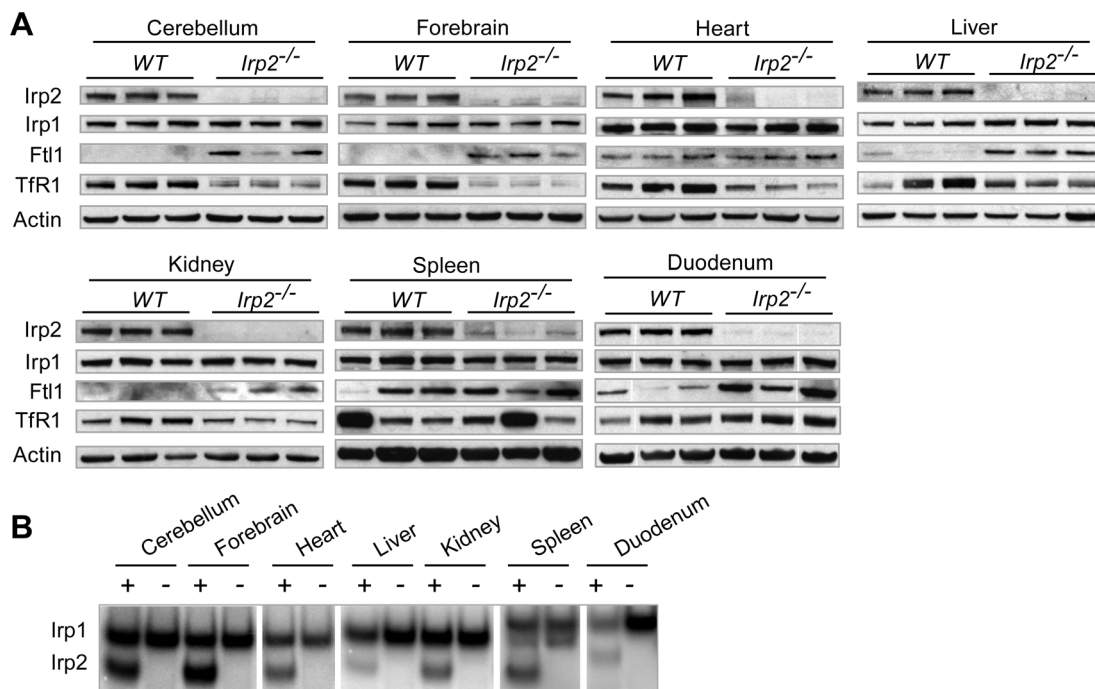 A
Cerebellum Forebrain Heart Liver
WT Irp2-/- WT Irp2-/- WT Irp2-/- WT Irp2-/-
Irp2
Irp1
Ftl1
TfR1
Actin
Kidney Spleen Duodenum
WT Irp2-/- WT Irp2-/- WT Irp2-/-
Irp2
Irp1
Ftl1
TfR1
Actin
B
Cerebellum Forebrain Heart Liver Kidney Spleen Duodenum
+ - + - + - + - + - + - + -
Irp1
Irp2